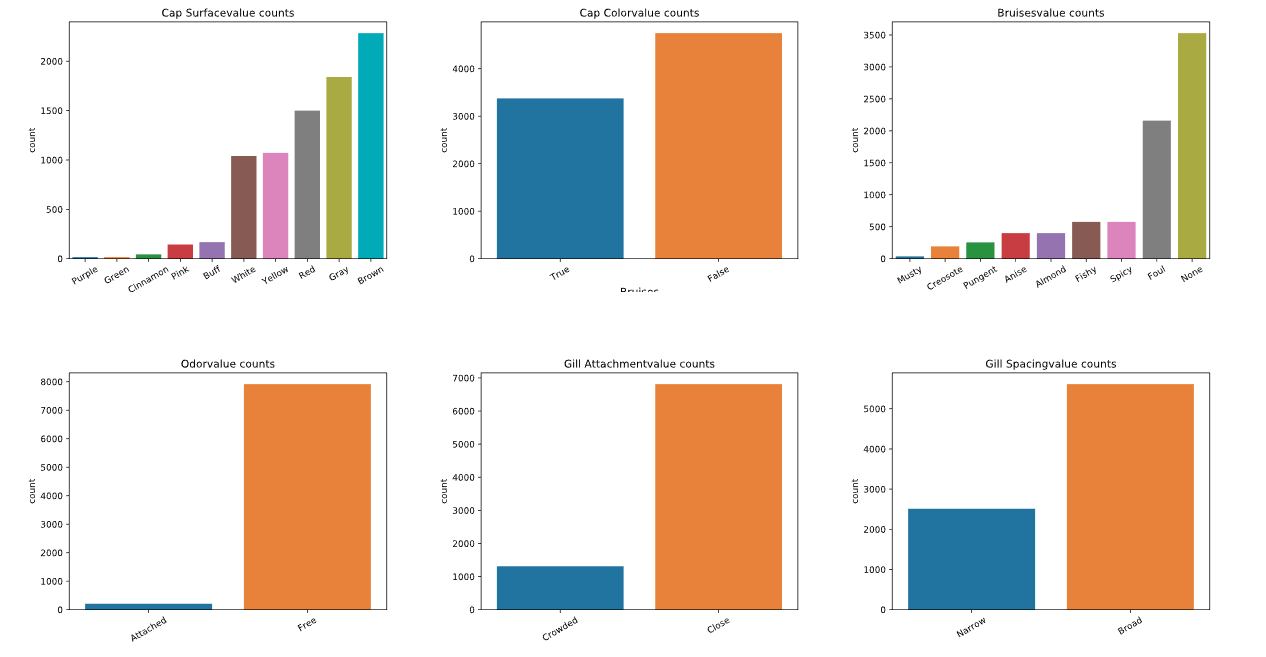 Cap Surfacevalue counts
count
2000
1500
1000
500
0
Purple Green Cinnamon Pink Buff White Yellow Red Gray Brown
Cap Colorvalue counts
count
4000
3000
2000
1000
0
True False
Bruises
Bruisesvalue counts
count
3500
3000
2500
2000
1500
1000
500
0
Musty Creosote Pungent Anise Almond Fishy Spicy Foul None
Odorvalue counts
count
8000
7000
6000
5000
4000
3000
2000
1000
0
Attached Free
Gill Attachmentvalue counts
count
7000
6000
5000
4000
3000
2000
1000
0
Crowded Close
Gill Spacingvalue counts
count
5000
4000
3000
2000
1000
0
Narrow Broad